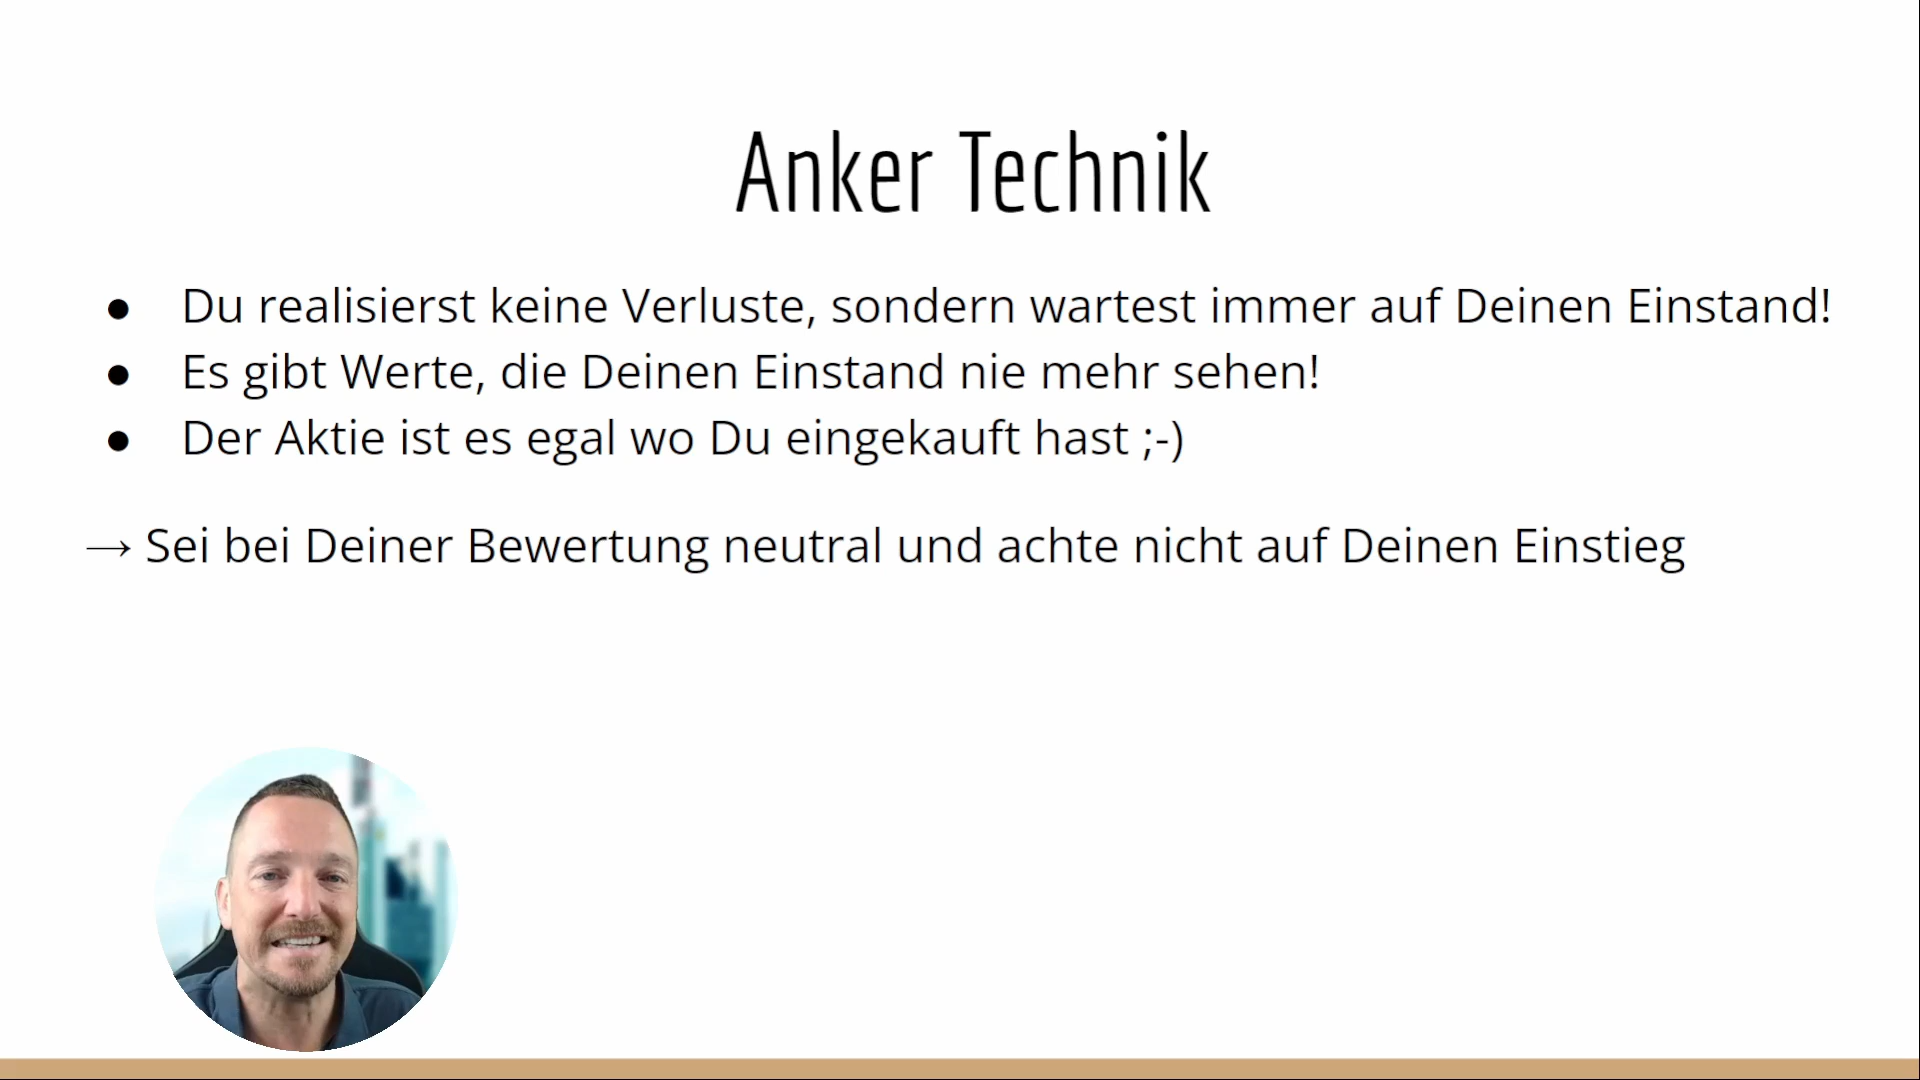 Anker Technik
● Du realisierst keine Verluste, sondern wartest immer auf Deinen Einstand!
● Es gibt Werte, die Deinen Einstand nie mehr sehen!
● Der Aktie ist es egal wo Du eingekauft hast ;-)
→ Sei bei Deiner Bewertung neutral und achte nicht auf Deinen Einstieg